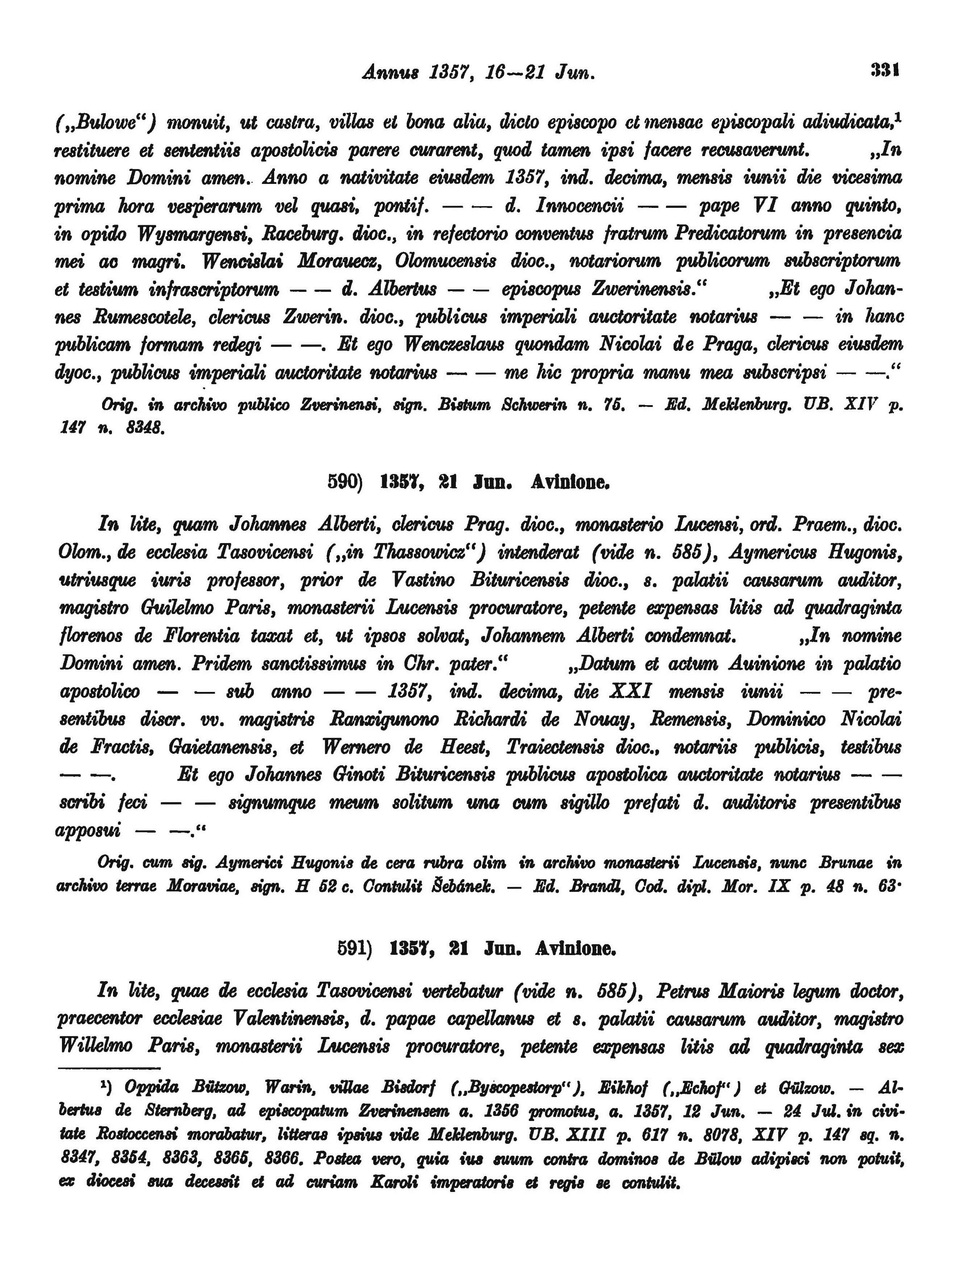 Annus 1357, 16—21 Jun. 331
(„Bulowe“) monuit, ut castra, villas et bona alia, dicto episcopo et mensae episcopali adiudicata,¹
restituere et sententiis apostolicis parere curarent, quod tamen ipsi facere recusaverunt. „In
nomine Domini amen. Anno a nativitate eiusdem 1357, ind. decima, mensis iunii die vicesima
prima hora vesperarum vel quasi, pontif. — — d. Innocencii — — pape VI anno quinto,
in opido Wysmargensi, Raceburg. dioc., in refectorio conventus fratrum Predicatorum in presencia
mei ac magri. Wencislai Morauecz, Olomucensis dioc., notariorum publicorum subscriptorum
et testium infrascriptorum — — d. Albertus — — episcopus Zwerinensis.“ „Et ego Johan-
nes Rumescotele, clericus Zwerin. dioc., publicus imperiali auctoritate notarius — — in hanc
publicam formam redegi — —. Et ego Wenczeslaus quondam Nicolai de Praga, clericus eiusdem
dyoc., publicus imperiali auctoritate notarius — — me hic propria manu mea subscripsi — —.“
Orig. in archivo publico Zverinensi, sign. Bistum Schwerin n. 75. — Ed. Meklenburg. UB. XIV p.
147 n. 8348.
590) 1357, 21 Jun. Avinione.
In lite, quam Johannes Alberti, clericus Prag. dioc., monasterio Lucensi, ord. Praem., dioc.
Olom., de ecclesia Tasovicensi („in Thassowicz“) intenderat (vide n. 585), Aymericus Hugonis,
utriusque iuris professor, prior de Vastino Bituricensis dioc., s. palatii causarum auditor,
magistro Guilelmo Paris, monasterii Lucensis procuratore, petente expensas litis ad quadraginta
florenos de Florentia taxat et, ut ipsos solvat, Johannem Alberti condemnat. „In nomine
Domini amen. Pridem sanctissimus in Chr. pater.“ „Datum et actum Auinione in palatio
apostolico — — sub anno — — 1357, ind. decima, die XXI mensis iunii — — pre-
sentibus discr. vv. magistris Ranxigunono Richardi de Nouay, Remensis, Dominico Nicolai
de Fractis, Gaietanensis, et Wernero de Heest, Traiectensis dioc., notariis publicis, testibus
— —. Et ego Johannes Ginoti Bituricensis publicus apostolica auctoritate notarius — —
scribi feci — — signumque meum solitum una cum sigillo prefati d. auditoris presentibus
apposui — —.“
Orig. cum sig. Aymerici Hugonis de cera rubra olim in archivo monasterii Lucensis, nunc Brunae in
archivo terrae Moraviae, sign. H 52 c. Contulit Šebánek. — Ed. Brandl, Cod. dipl. Mor. IX p. 48 n. 63·
591) 1357, 21 Jun. Avinione.
In lite, quae de ecclesia Tasovicensi vertebatur (vide n. 585), Petrus Maioris legum doctor,
praecentor ecclesiae Valentinensis, d. papae capellanus et s. palatii causarum auditor, magistro
Willelmo Paris, monasterii Lucensis procuratore, petente expensas litis ad quadraginta sex
¹) Oppida Bützow, Warin, villae Bisdorf („Byscopestorp“), Eikhof („Echof“) et Gülzow. — Al-
bertus de Sternberg, ad episcopatum Zverinensem a. 1356 promotus, a. 1357, 12 Jun. — 24 Jul. in civi-
tate Rostoccensi morabatur, litteras ipsius vide Meklenburg. UB. XIII p. 617 n. 8078, XIV p. 147 sq. n.
8347, 8354, 8363, 8365, 8366. Postea vero, quia ius suum contra dominos de Bülow adipisci non potuit,
ex diocesi sua decessit et ad curiam Karoli imperatoris et regis se contulit.